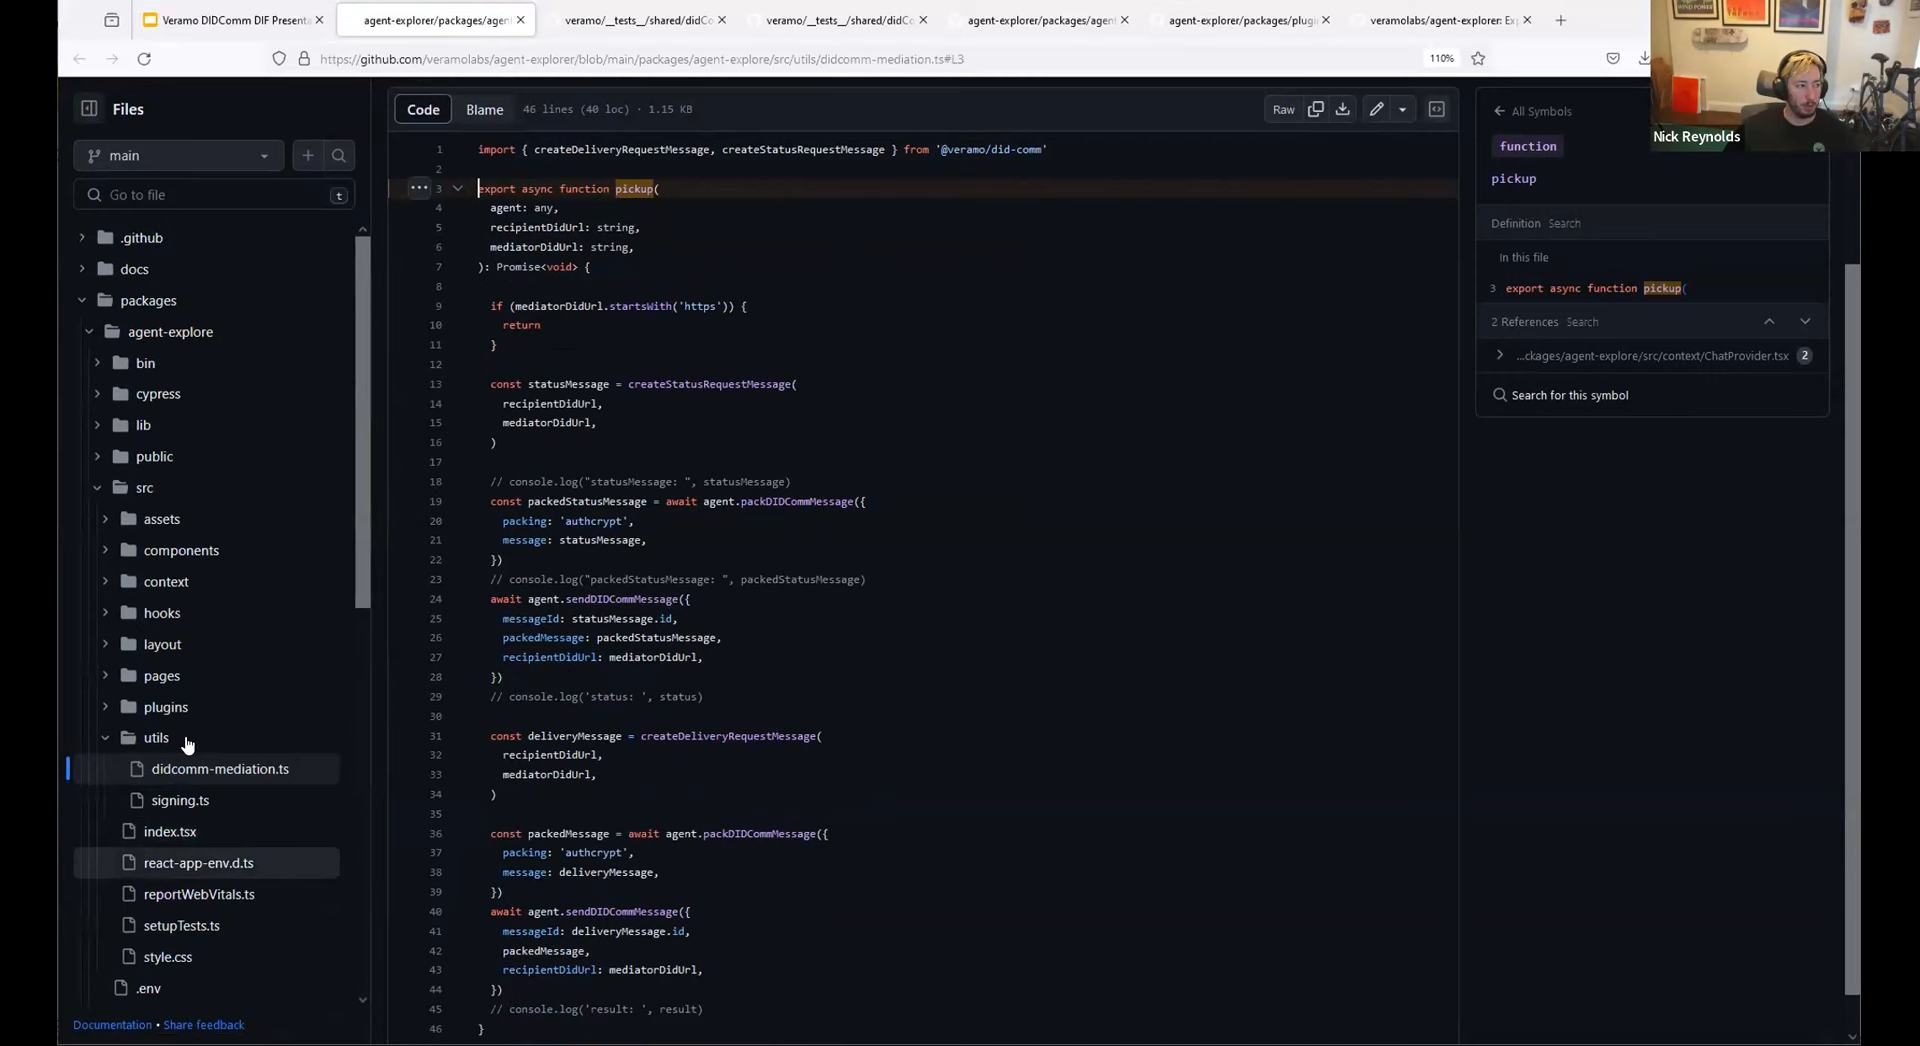 Veramo DIDComm DIF Presenta
agent-explorer/packages/agen
veramo/__tests__/shared/didCo
veramo/__tests__/shared/didCo
agent-explorer/packages/agent
agent-explorer/packages/plugi
veramolabs/agent-explorer: Exp
https://github.com/veramolabs/agent-explorer/blob/main/packages/agent-explore/src/utils/didcomm-mediation.ts#L3
110%
Nick Reynolds
Files
main
Go to file
t
.github
docs
packages
agent-explore
bin
cypress
lib
public
src
assets
components
context
hooks
layout
pages
plugins
utils
didcomm-mediation.ts
signing.ts
index.tsx
react-app-env.d.ts
reportWebVitals.ts
setupTests.ts
style.css
.env
Documentation • Share feedback
Code
Blame
46 lines (40 loc) · 1.15 KB
Raw
1 import { createDeliveryRequestMessage, createStatusRequestMessage } from '@veramo/did-comm'
2
3 export async function pickup(
4 agent: any,
5 recipientDidUrl: string,
6 mediatorDidUrl: string,
7 ): Promise<void> {
8
9 if (mediatorDidUrl.startsWith('https')) {
10 return
11 }
12
13 const statusMessage = createStatusRequestMessage(
14 recipientDidUrl,
15 mediatorDidUrl,
16 )
17
18 // console.log("statusMessage: ", statusMessage)
19 const packedStatusMessage = await agent.packDIDCommMessage({
20 packing: 'authcrypt',
21 message: statusMessage,
22 })
23 // console.log("packedStatusMessage: ", packedStatusMessage)
24 await agent.sendDIDCommMessage({
25 messageId: statusMessage.id,
26 packedMessage: packedStatusMessage,
27 recipientDidUrl: mediatorDidUrl,
28 })
29 // console.log('status: ', status)
30
31 const deliveryMessage = createDeliveryRequestMessage(
32 recipientDidUrl,
33 mediatorDidUrl,
34 )
35
36 const packedMessage = await agent.packDIDCommMessage({
37 packing: 'authcrypt',
38 message: deliveryMessage,
39 })
40 await agent.sendDIDCommMessage({
41 messageId: deliveryMessage.id,
42 packedMessage,
43 recipientDidUrl: mediatorDidUrl,
44 })
45 // console.log('result: ', result)
46 }
All Symbols
function
pickup
Definition Search
In this file
3 export async function pickup(
2 References Search
...ckages/agent-explore/src/context/ChatProvider.tsx 2
Search for this symbol